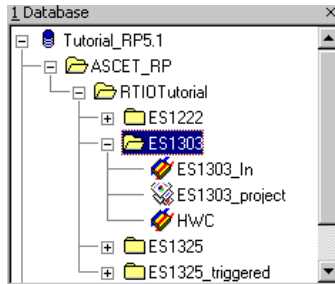 1 Database
Tutorial_RP5.1
ASCET_RP
RTIOTutorial
ES1222
ES1303
ES1303_In
ES1303_project
HWC
ES1325
ES1325_triggered